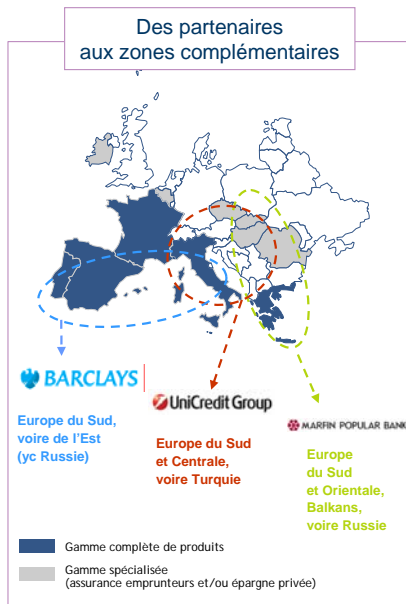 Des partenaires
aux zones complémentaires
BARCLAYS
UniCredit Group
MARFIN POPULAR BANK
Europe du Sud,
voire de l'Est
(yc Russie)
Europe du Sud
et Centrale,
voire Turquie
Europe
du Sud
et Orientale,
Balkans,
voire Russie
Gamme complète de produits
Gamme spécialisée
(assurance emprunteurs et/ou épargne privée)